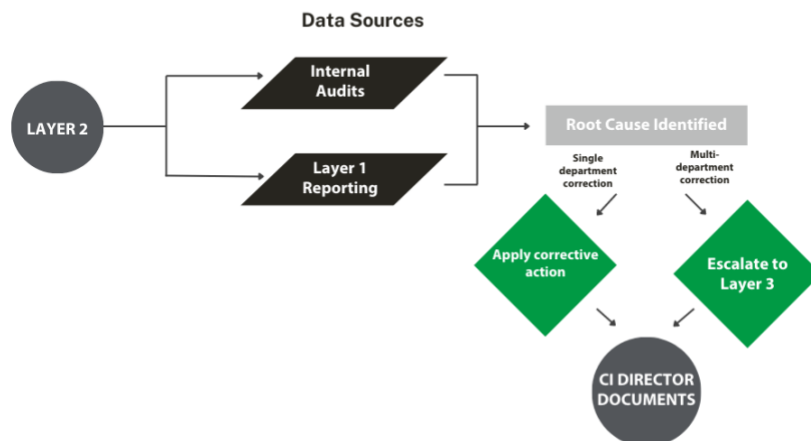 Data Sources
LAYER 2
Internal
Audits
Layer 1
Reporting
Root Cause Identified
Single
department
correction
Multi-
department
correction
Apply corrective
action
Escalate to
Layer 3
CI DIRECTOR
DOCUMENTS